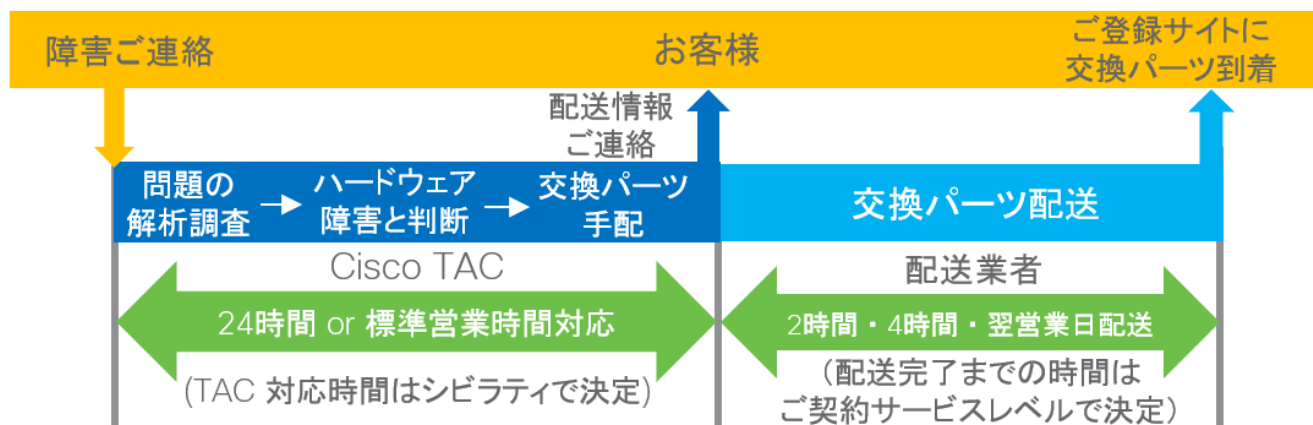 障害ご連絡
お客様
ご登録サイトに
交換パーツ到着
配送情報
ご連絡
問題の
解析調査
ハードウェア
障害と判断
交換パーツ
手配
交換パーツ配送
Cisco TAC
配送業者
24時間 or 標準営業時間対応
2時間・4時間・翌営業日配送
(TAC 対応時間はシビラティで決定)
（配送完了までの時間は
ご契約サービスレベルで決定）